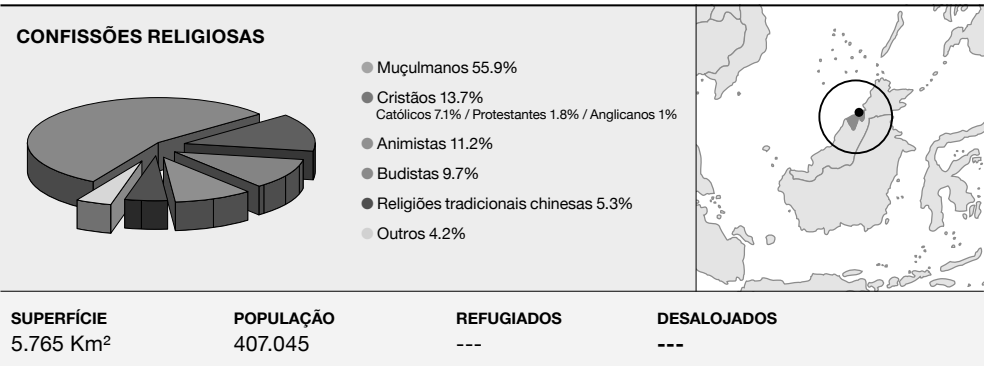 CONFISSÕES RELIGIOSAS
Muçulmanos 55.9%
Cristãos 13.7%
Católicos 7.1% / Protestantes 1.8% / Anglicanos 1%
Animistas 11.2%
Budistas 9.7%
Religiões tradicionais chinesas 5.3%
Outros 4.2%
SUPERFÍCIE
5.765 Km²
POPULAÇÃO
407.045
REFUGIADOS
---
DESALOJADOS
---